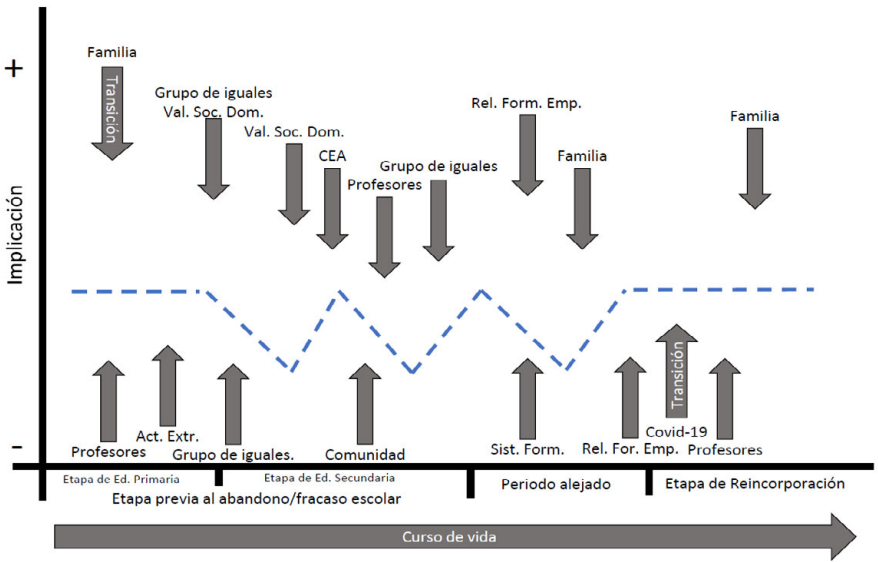 +
Familia
Transición
Grupo de iguales
Val. Soc. Dom.
Val. Soc. Dom.
CEA
Profesores
Grupo de iguales
Rel. Form. Emp.
Familia
Familia
Implicación
-
Profesores
Act. Extr.
Grupo de iguales.
Comunidad
Sist. Form.
Rel. For. Emp.
Transición
Covid-19
Profesores
Etapa de Ed. Primaria
Etapa de Ed. Secundaria
Etapa previa al abandono/fracaso escolar
Periodo alejado
Etapa de Reincorporación
Curso de vida